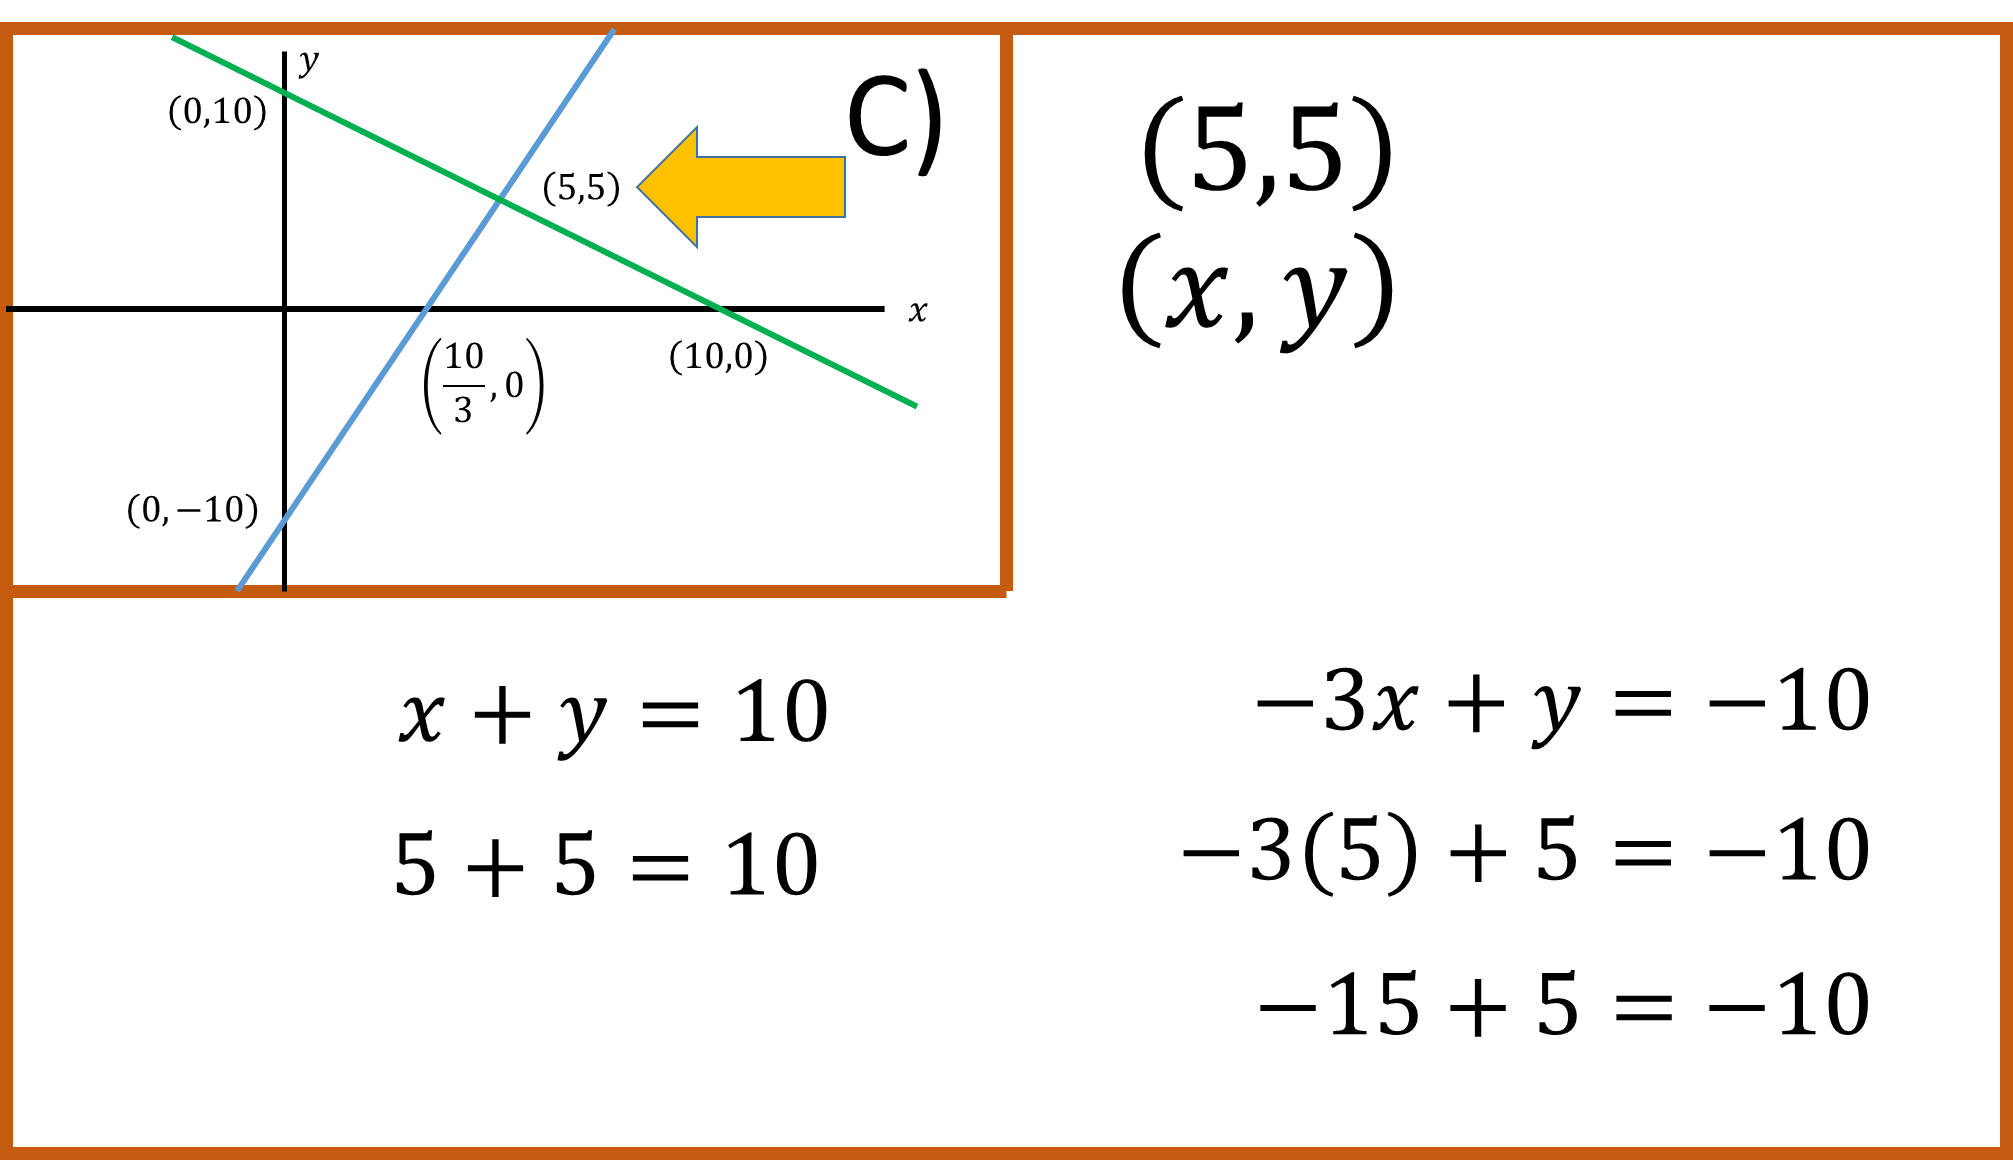 y
(0,10)
C)
(5,5)
x
(10/3, 0)
(10,0)
(0,−10)
(5,5)
(x, y)
x + y = 10
5 + 5 = 10
−3x + y = −10
−3(5) + 5 = −10
−15 + 5 = −10